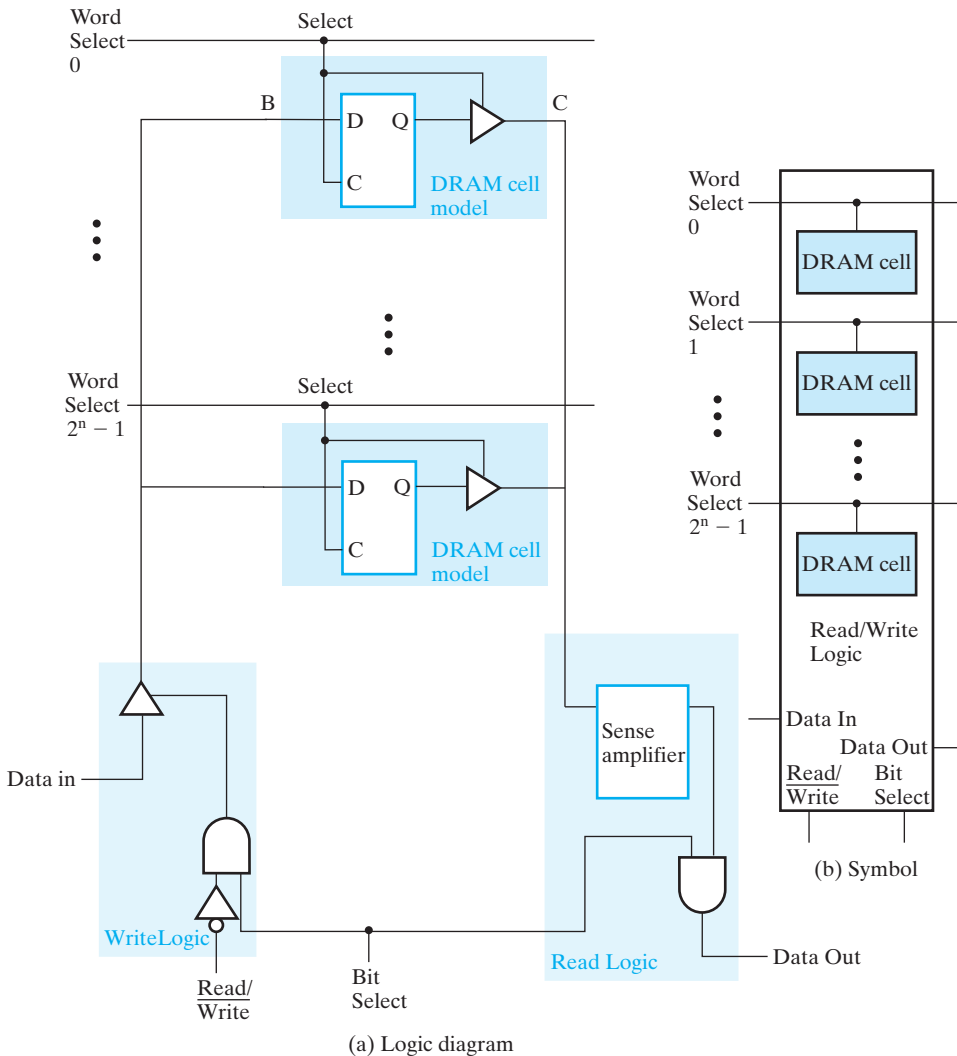 Word
Select
0
Select
B
C
D
Q
C
DRAM cell
model
Word
Select
2ⁿ − 1
Select
D
Q
C
DRAM cell
model
Data in
WriteLogic
Read/
Write
Bit
Select
Sense
amplifier
Read Logic
Data Out
(a) Logic diagram
Word
Select
0
DRAM cell
Word
Select
1
DRAM cell
Word
Select
2ⁿ − 1
DRAM cell
Read/Write
Logic
Data In
Data Out
Read/
Write
Bit
Select
(b) Symbol